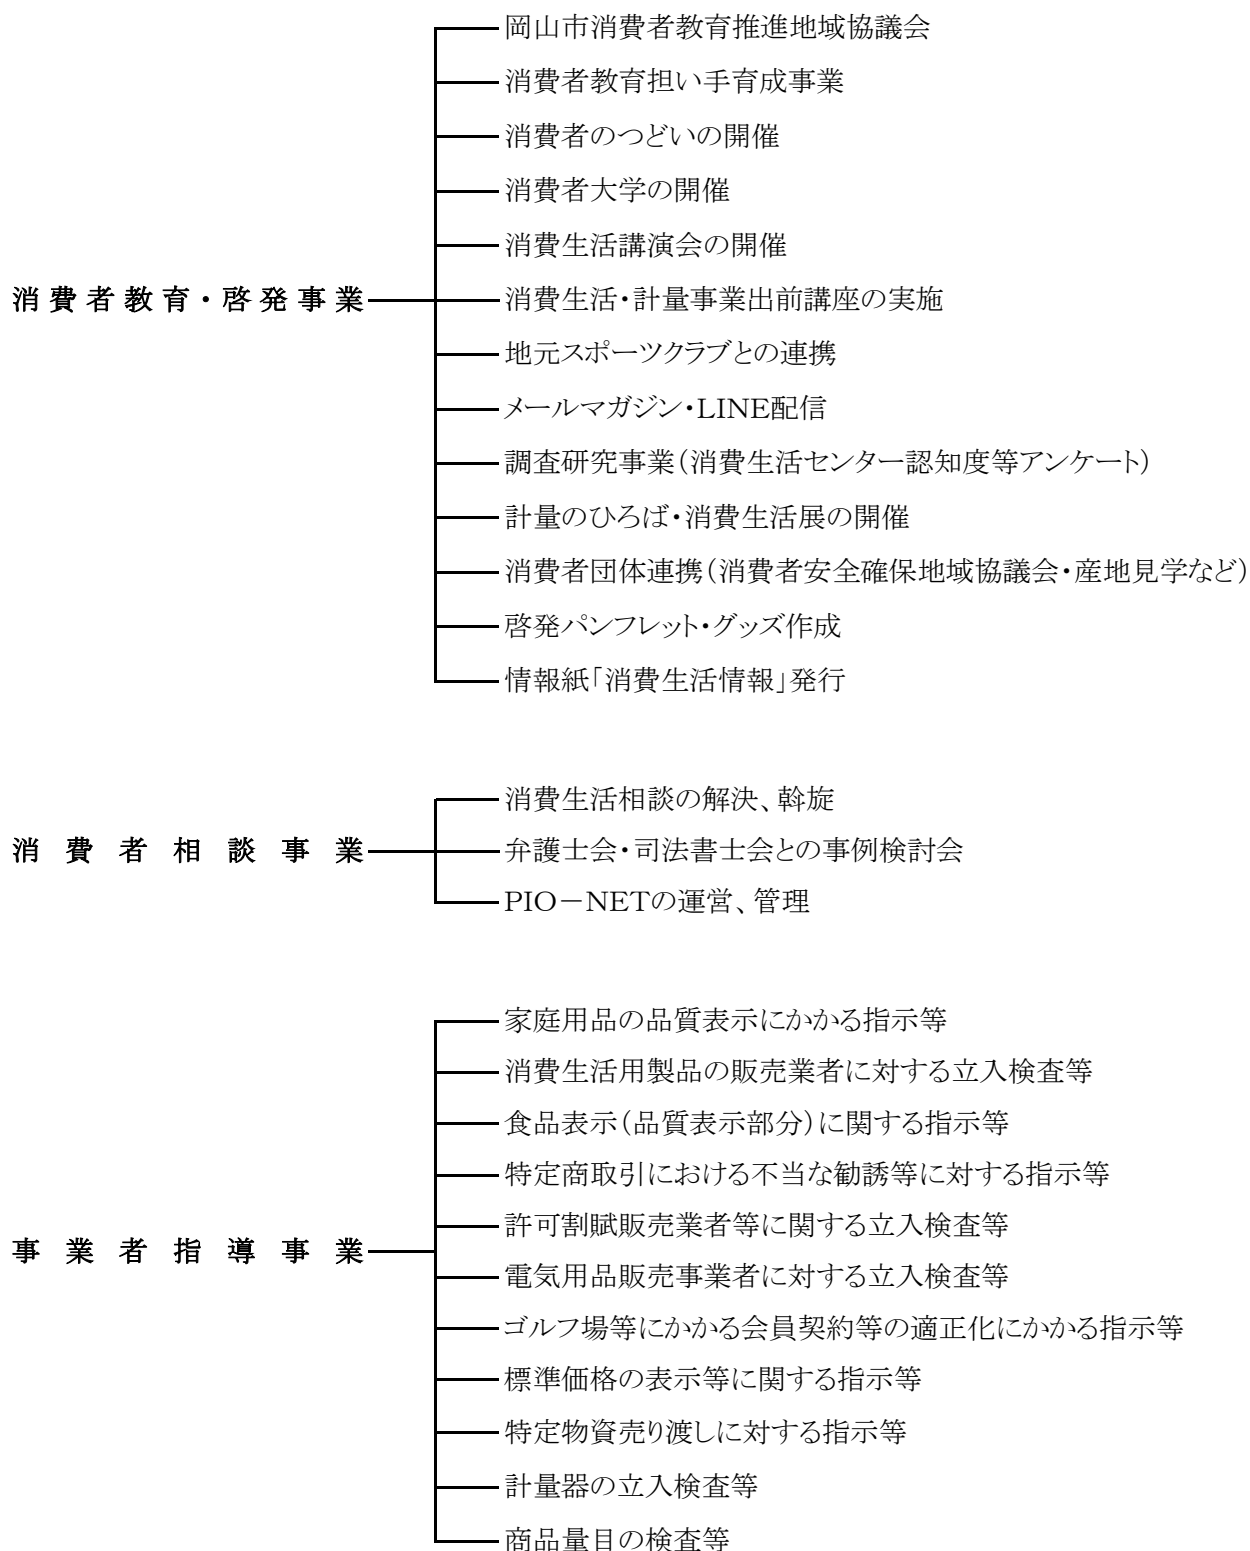 消費者教育・啓発事業
岡山市消費者教育推進地域協議会
消費者教育担い手育成事業
消費者のつどいの開催
消費者大学の開催
消費生活講演会の開催
消費生活・計量事業出前講座の実施
地元スポーツクラブとの連携
メールマガジン・LINE配信
調査研究事業（消費生活センター認知度等アンケート）
計量のひろば・消費生活展の開催
消費者団体連携（消費者安全確保地域協議会・産地見学など）
啓発パンフレット・グッズ作成
情報紙「消費生活情報」発行
消費者相談事業
消費生活相談の解決、斡旋
弁護士会・司法書士会との事例検討会
PIO－NETの運営、管理
事業者指導事業
家庭用品の品質表示にかかる指示等
消費生活用製品の販売業者に対する立入検査等
食品表示（品質表示部分）に関する指示等
特定商取引における不当な勧誘等に対する指示等
許可割賦販売業者等に関する立入検査等
電気用品販売事業者に対する立入検査等
ゴルフ場等にかかる会員契約等の適正化にかかる指示等
標準価格の表示等に関する指示等
特定物資売り渡しに対する指示等
計量器の立入検査等
商品量目の検査等